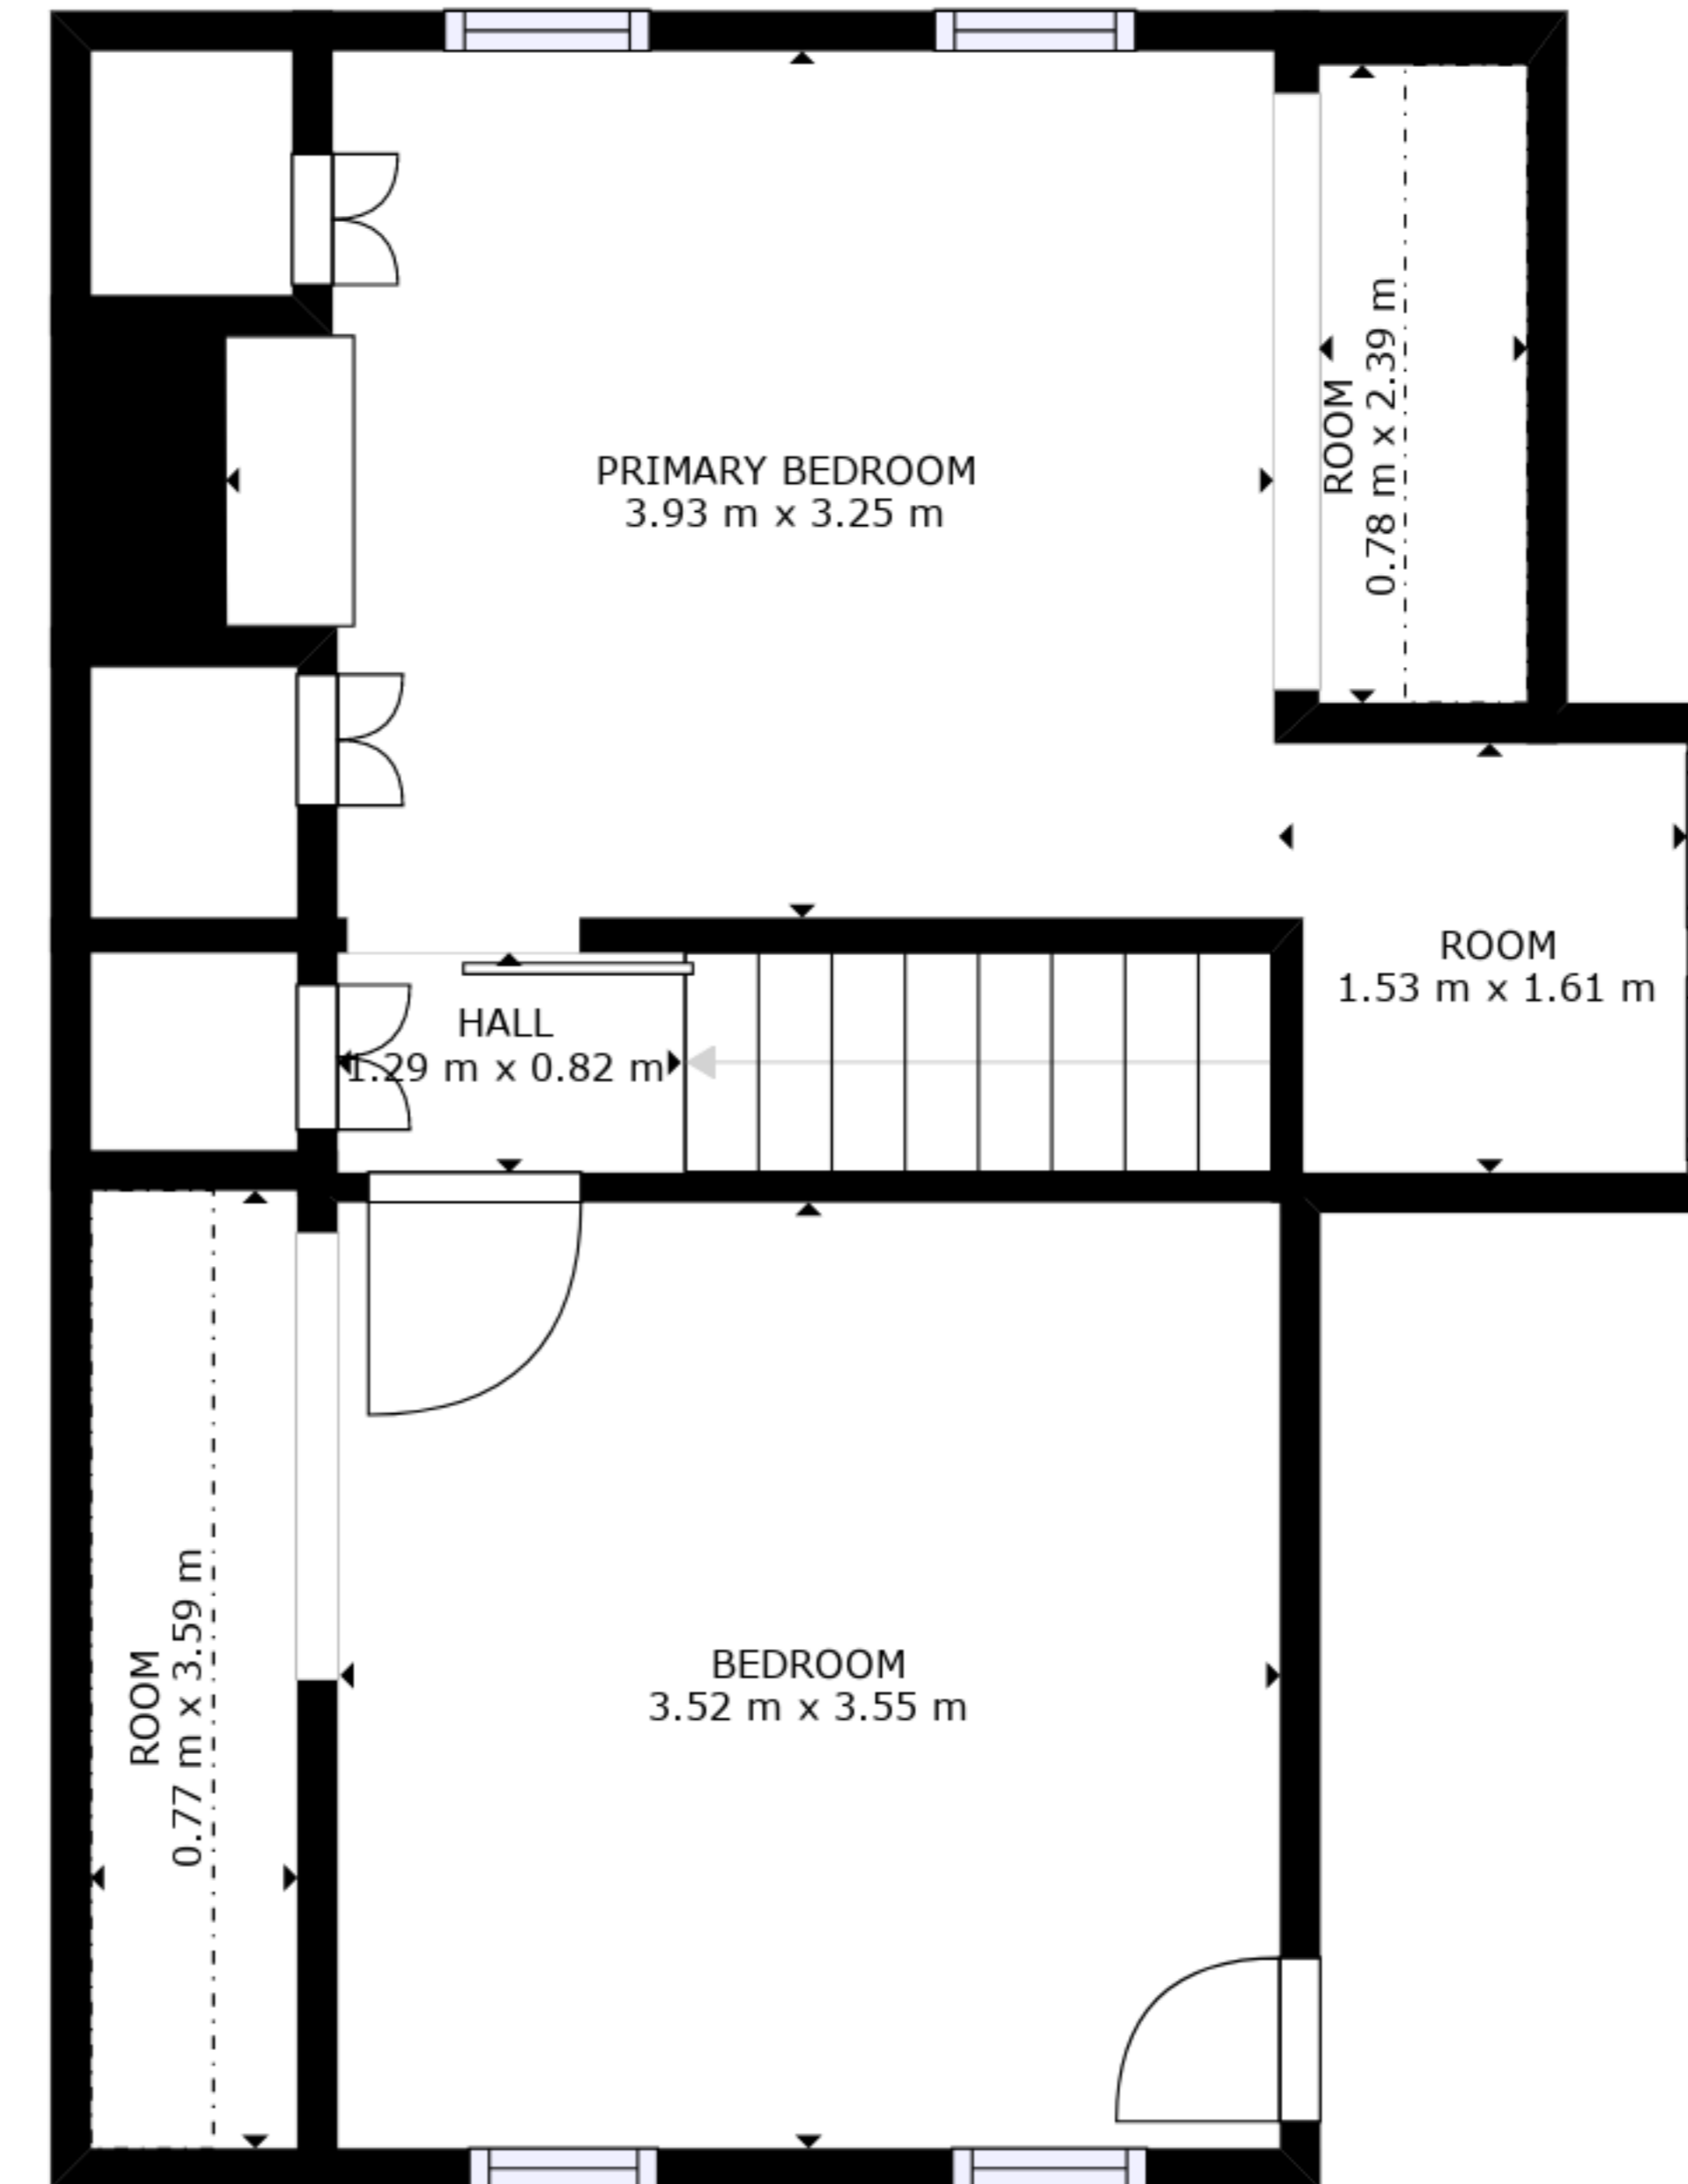 PRIMARY BEDROOM
3.93 m x 3.25 m
ROOM
0.78 m x 2.39 m
ROOM
1.53 m x 1.61 m
HALL
1.29 m x 0.82 m
BEDROOM
3.52 m x 3.55 m
ROOM
0.77 m x 3.59 m